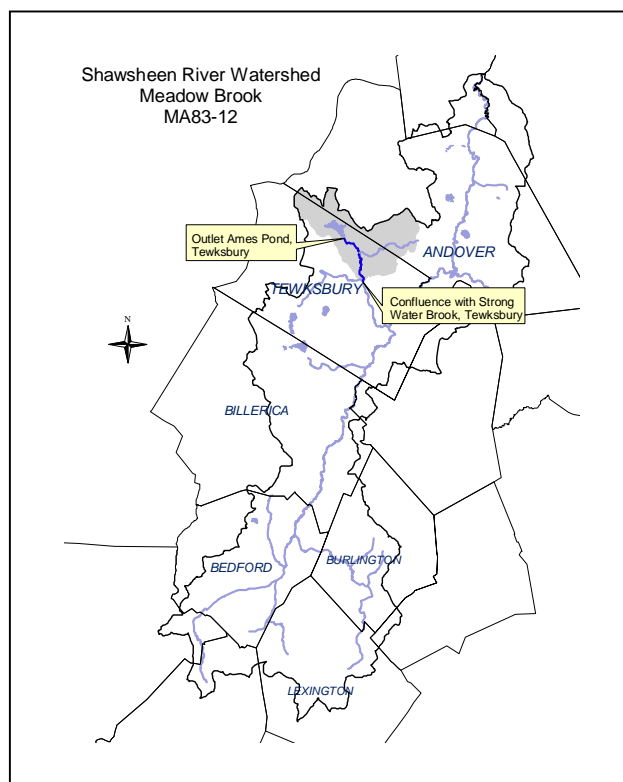 Shawsheen River Watershed
Meadow Brook
MA83-12
Outlet Ames Pond,
Tewksbury
ANDOVER
TEWKSBURY
Confluence with Strong
Water Brook, Tewksbury
N
BILLERICA
BEDFORD
BURLINGTON
LEXINGTON